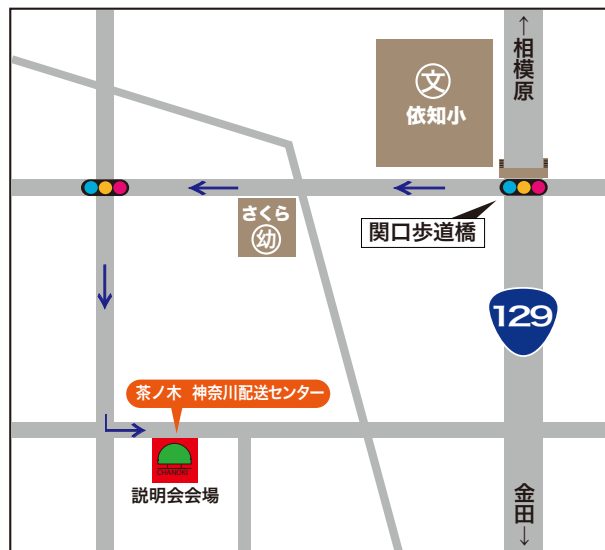 ↑
相模原
文
依知小
さくら
幼
関口歩道橋
129
茶ノ木 神奈川配送センター
CHANOKI
説明会会場
金田
↓